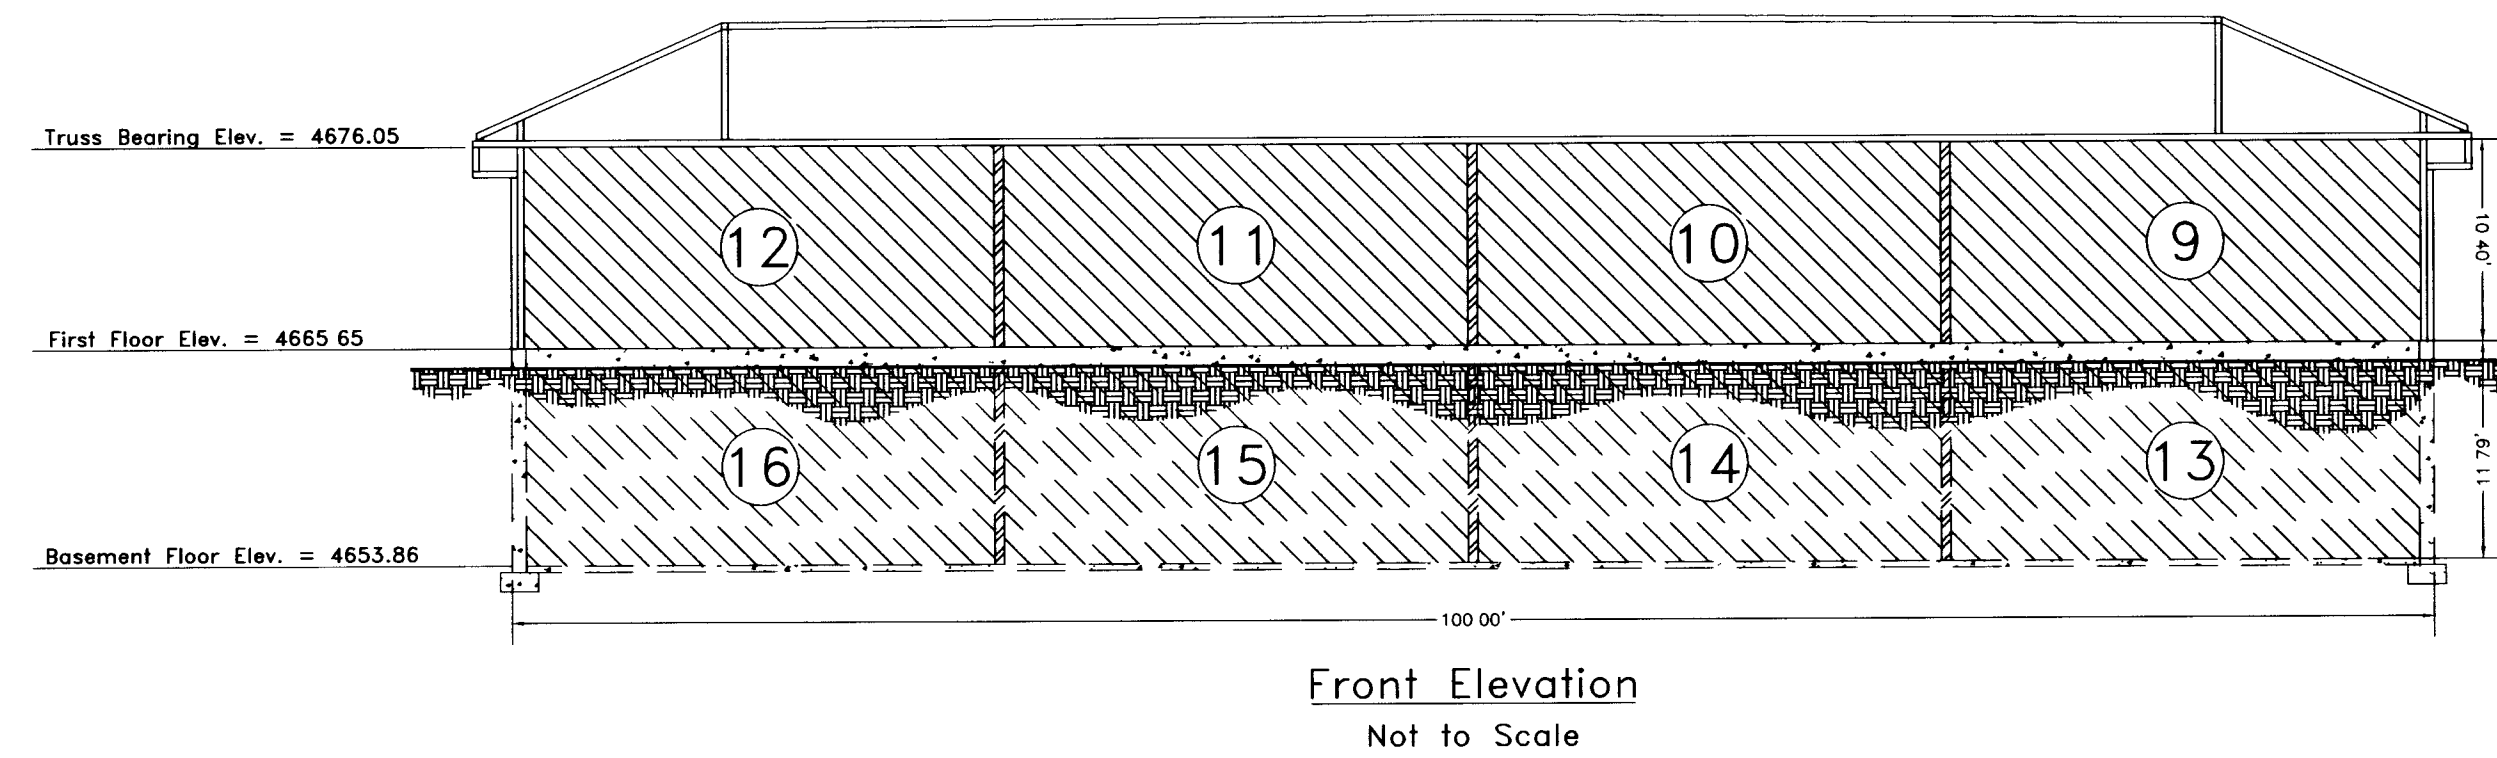 Truss Bearing Elev. = 4676.05
12
11
10
9
10 40'
First Floor Elev. = 4665 65
16
15
14
13
11 79'
Basement Floor Elev. = 4653.86
100 00'
Front Elevation
Not to Scale